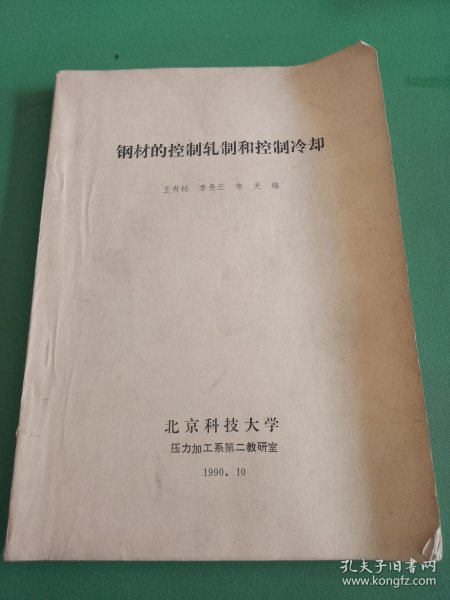 钢材的控制轧制和控制冷却
王有铭 李曼云 韦 光 编
北京科技大学
压力加工系第二教研室
1990.10
孔夫子旧书网
www.kongfz.com